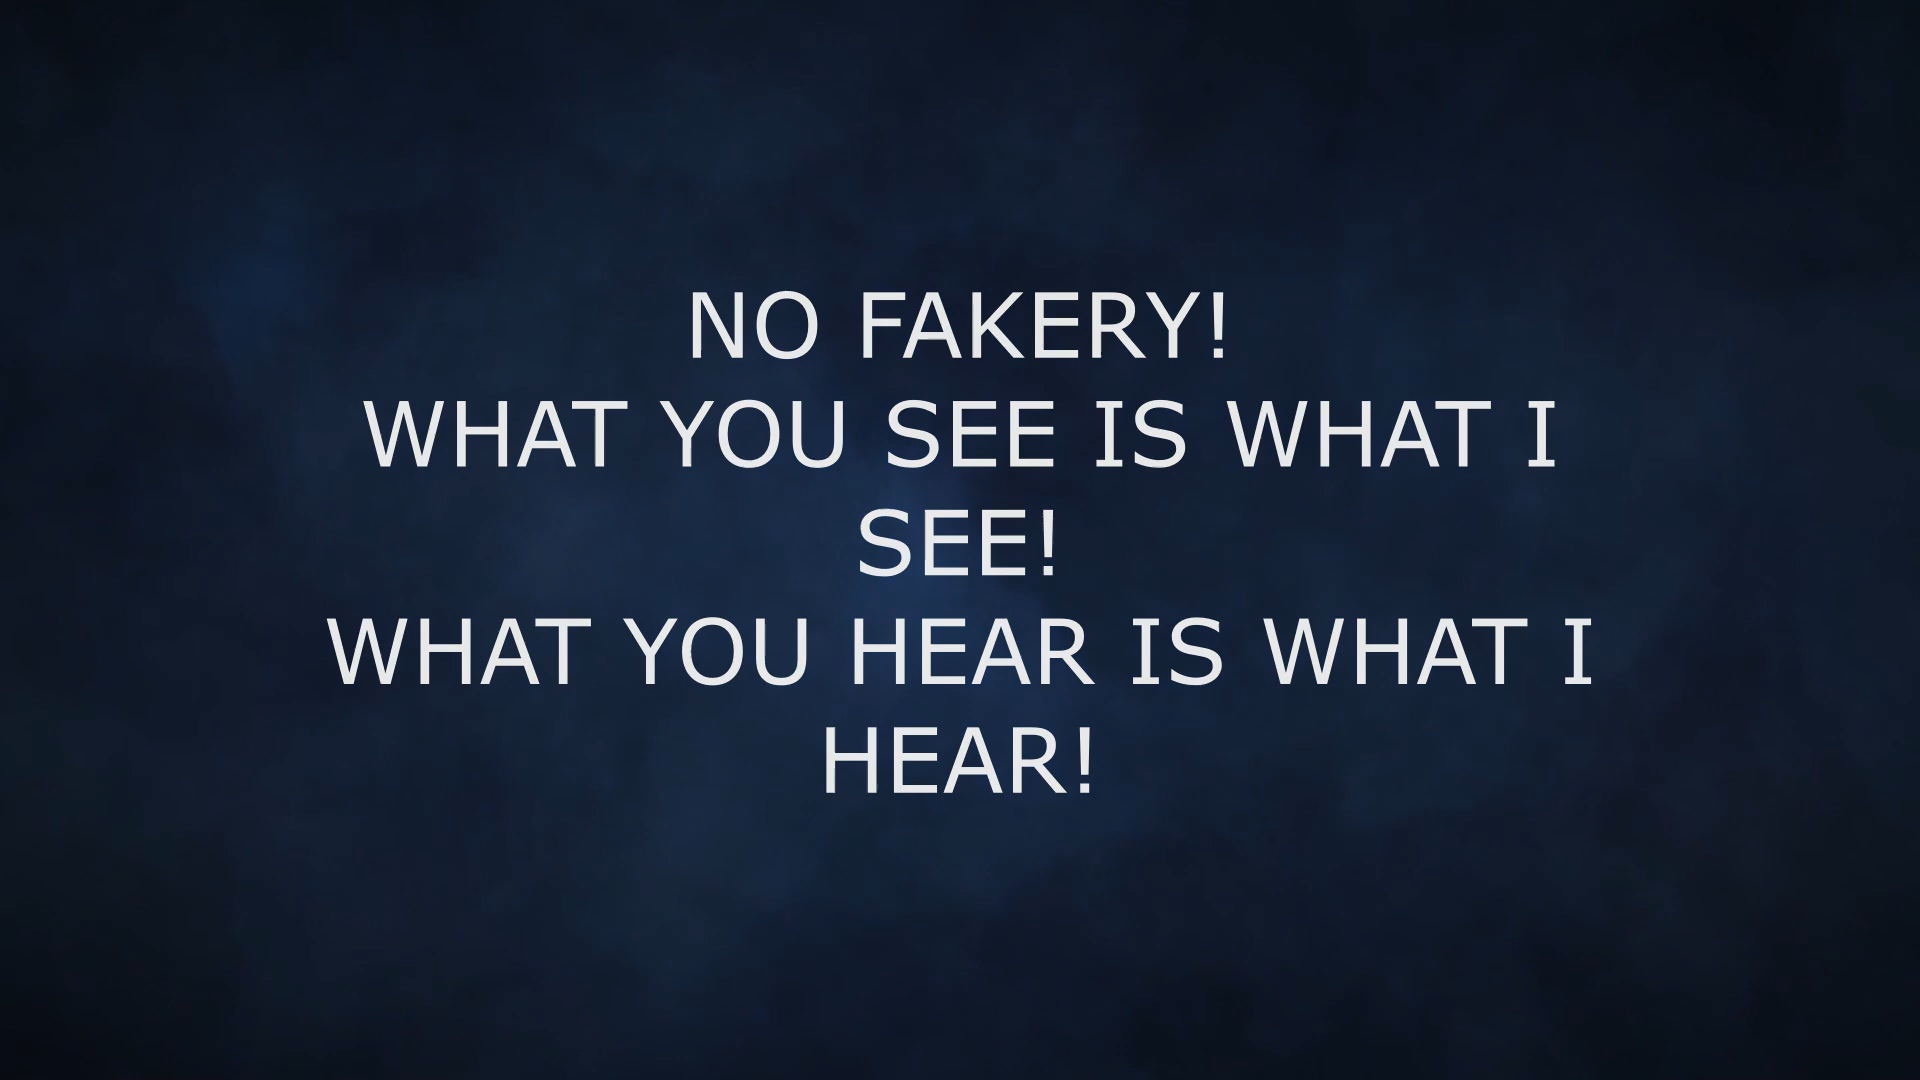 NO FAKERY!
WHAT YOU SEE IS WHAT I
SEE!
WHAT YOU HEAR IS WHAT I
HEAR!